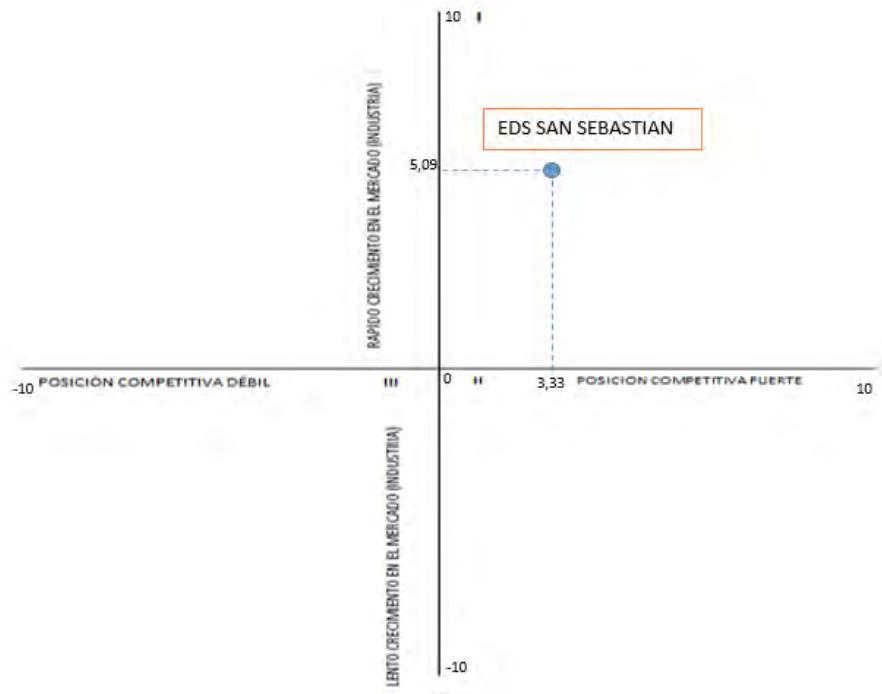 10
I
RAPIDO CRECIMIENTO EN EL MERCADO (INDUSTRIA)
EDS SAN SEBASTIAN
5,09
-10
POSICIÓN COMPETITIVA DÉBIL
III
0
II
3,33
POSICION COMPETITIVA FUERTE
10
LENTO CRECIMIENTO EN EL MERCADO (INDUSTRIA)
-10